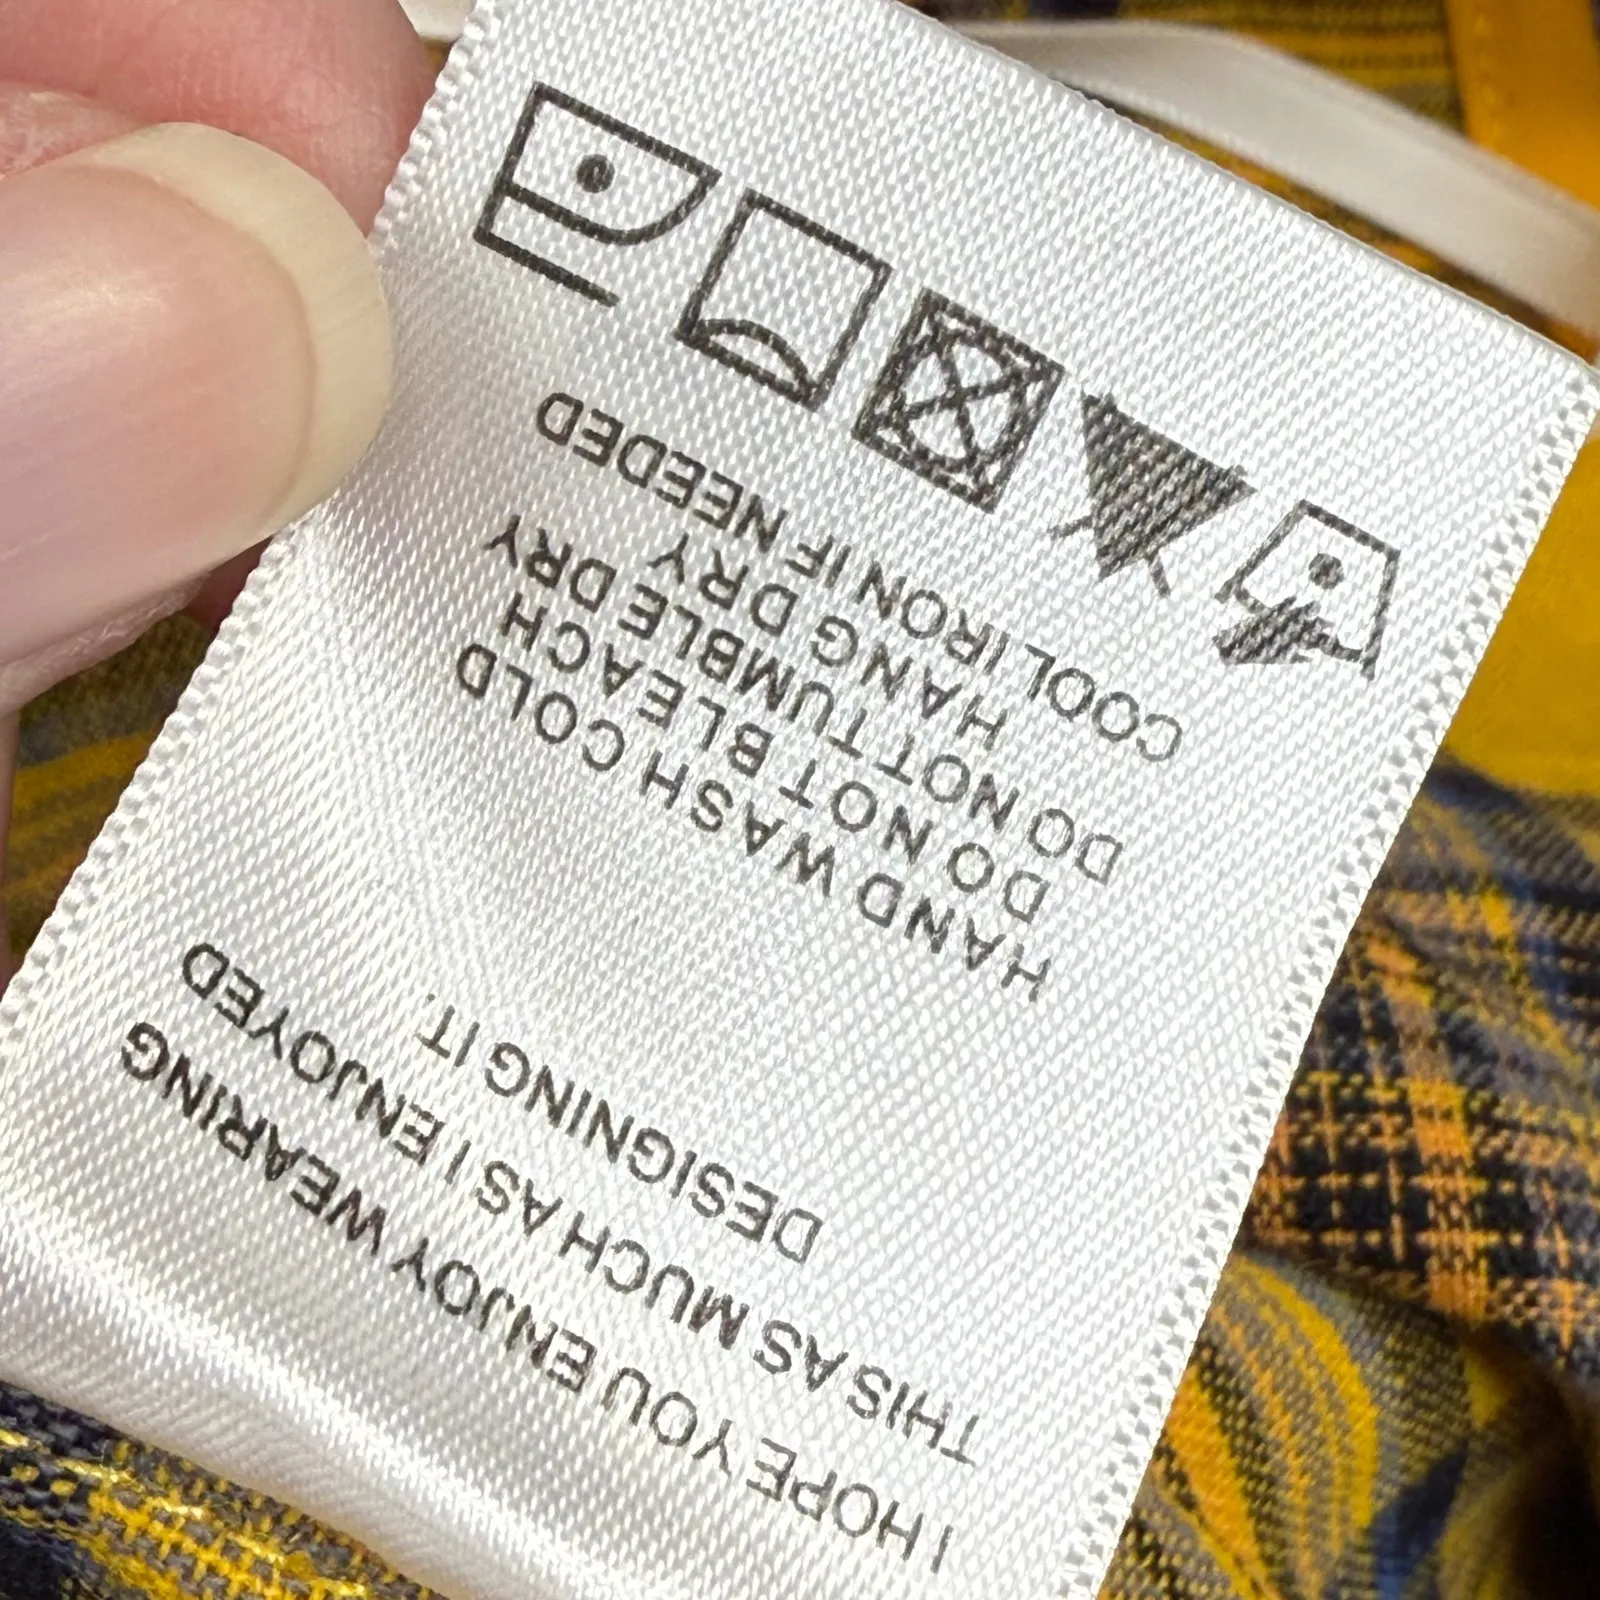 I HOPE YOU ENJOY WEARING
THIS AS MUCH AS I ENJOYED
DESIGNING IT.
HAND WASH COLD
DO NOT BLEACH
DO NOT TUMBLE DRY
HANG DRY
COOL IRON IF NEEDED